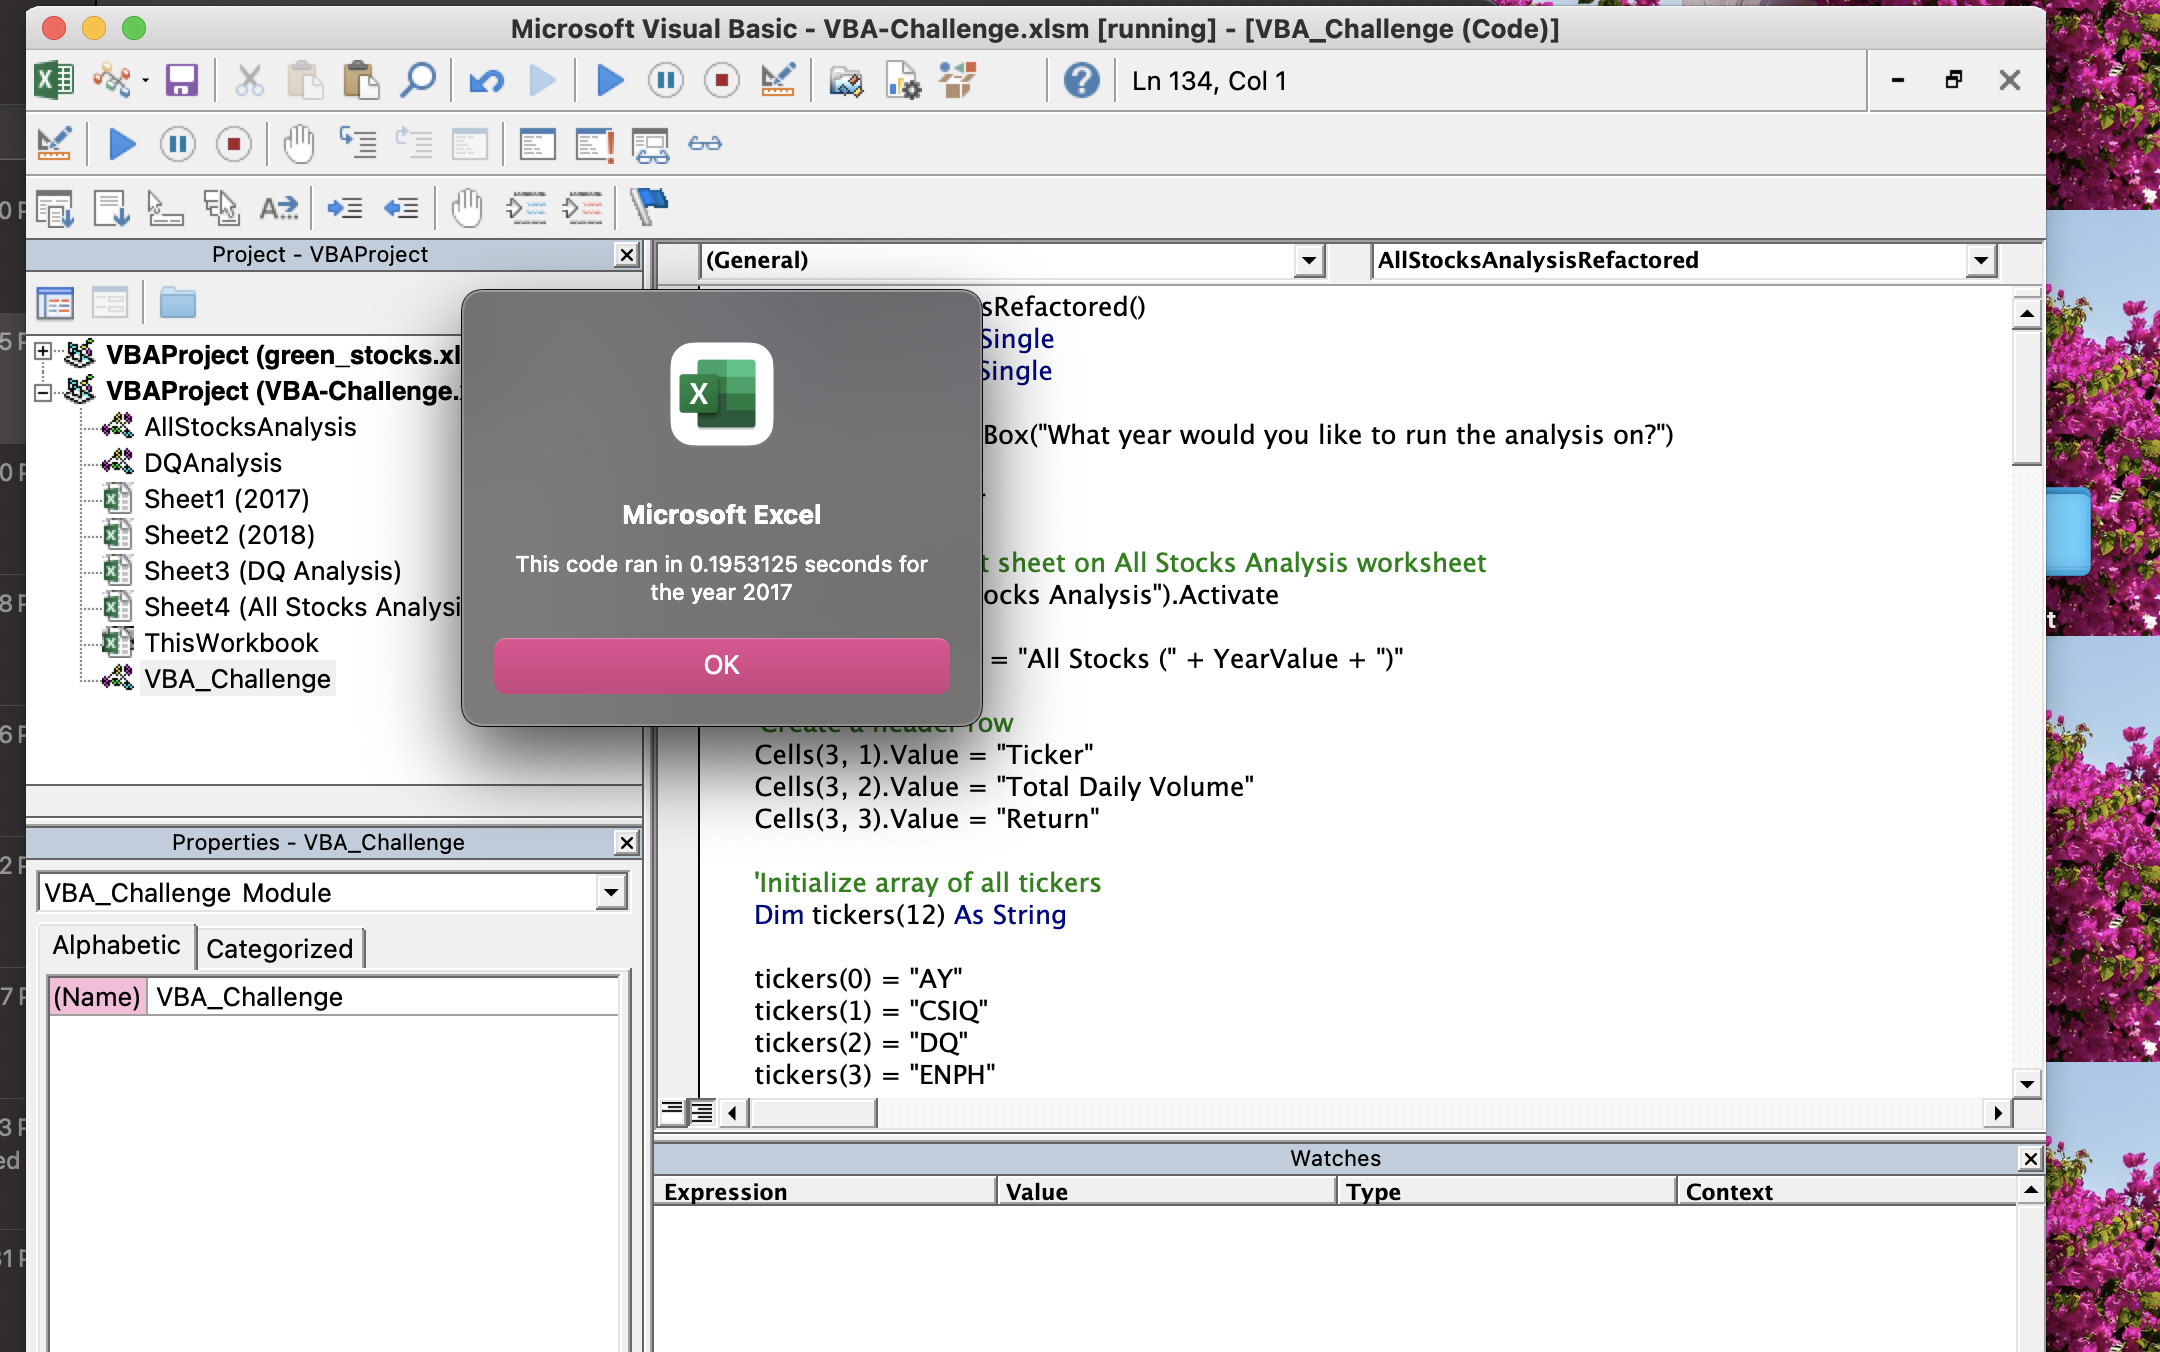 Microsoft Visual Basic - VBA-Challenge.xlsm [running] - [VBA_Challenge (Code)]
Ln 134, Col 1
Project - VBAProject
(General)
AllStocksAnalysisRefactored
VBAProject (green_stocks.xl
VBAProject (VBA-Challenge.
AllStocksAnalysis
DQAnalysis
Sheet1 (2017)
Sheet2 (2018)
Sheet3 (DQ Analysis)
Sheet4 (All Stocks Analysi
ThisWorkbook
VBA_Challenge
Microsoft Excel
This code ran in 0.1953125 seconds for
the year 2017
OK
sRefactored()
Single
Single
Box("What year would you like to run the analysis on?")
t sheet on All Stocks Analysis worksheet
ocks Analysis").Activate
= "All Stocks (" + YearValue + ")"
'Create a header row
Cells(3, 1).Value = "Ticker"
Cells(3, 2).Value = "Total Daily Volume"
Cells(3, 3).Value = "Return"
'Initialize array of all tickers
Dim tickers(12) As String
tickers(0) = "AY"
tickers(1) = "CSIQ"
tickers(2) = "DQ"
tickers(3) = "ENPH"
Properties - VBA_Challenge
VBA_Challenge Module
Alphabetic
Categorized
(Name)
VBA_Challenge
Watches
Expression
Value
Type
Context